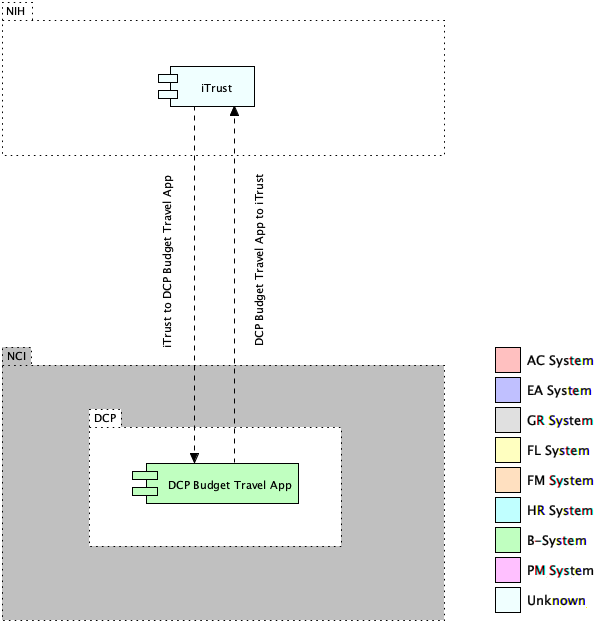 NIH
iTrust
iTrust to DCP Budget Travel App
DCP Budget Travel App to iTrust
NCI
DCP
DCP Budget Travel App
AC System
EA System
GR System
FL System
FM System
HR System
B-System
PM System
Unknown